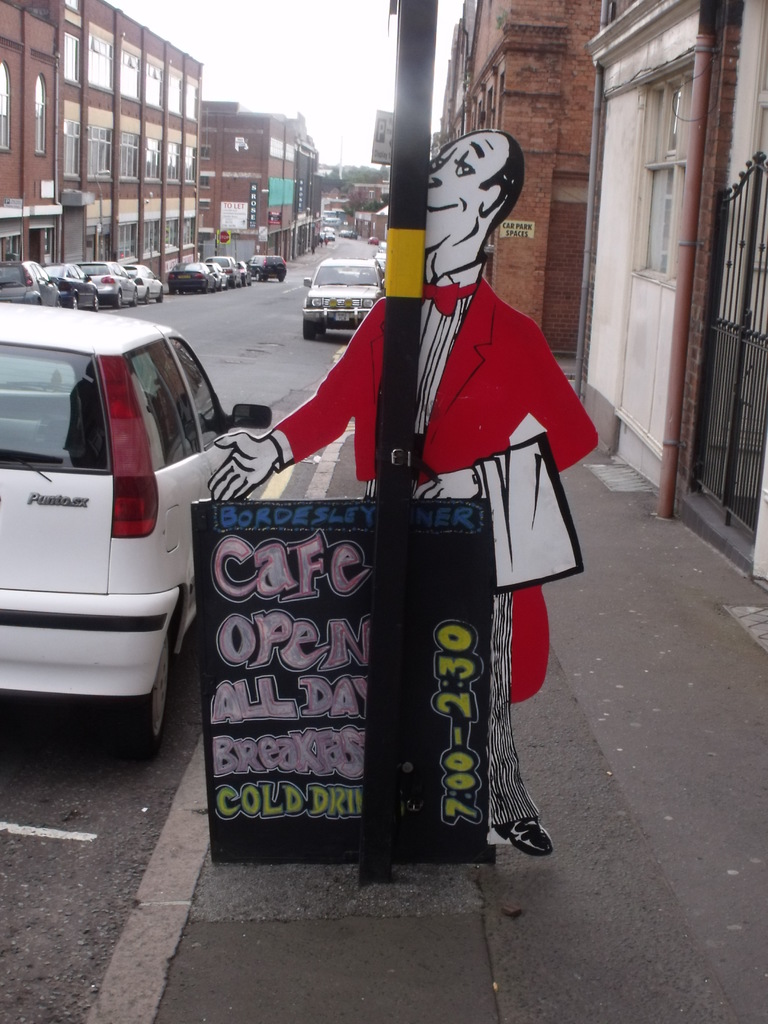 TO LET
SHOES
CAR PARK
SPACES
Punto SX
BORDESLEY NER
CAFE
OPEN
ALL DAY
BREAKFAS
COLD DRI
7:00-2:30